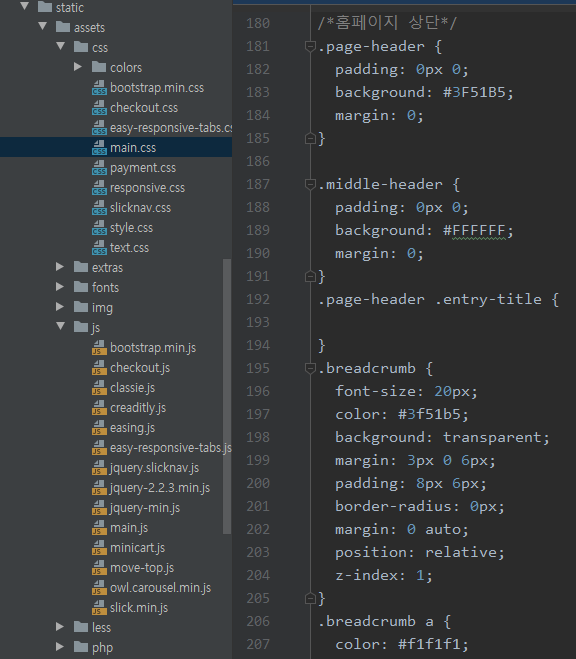 static
assets
css
colors
bootstrap.min.css
checkout.css
easy-responsive-tabs.cs
main.css
payment.css
responsive.css
slicknav.css
style.css
text.css
extras
fonts
img
js
bootstrap.min.js
checkout.js
classie.js
creaditly.js
easing.js
easy-responsive-tabs.js
jquery.slicknav.js
jquery-2.2.3.min.js
jquery-min.js
main.js
minicart.js
move-top.js
owl.carousel.min.js
slick.min.js
less
php
180 /*홈페이지 상단*/
181 .page-header {
182 padding: 0px 0;
183 background: #3F51B5;
184 margin: 0;
185 }
186
187 .middle-header {
188 padding: 0px 0;
189 background: #FFFFFF;
190 margin: 0;
191 }
192 .page-header .entry-title {
193
194 }
195 .breadcrumb {
196 font-size: 20px;
197 color: #3f51b5;
198 background: transparent;
199 margin: 3px 0 6px;
200 padding: 8px 6px;
201 border-radius: 0px;
202 margin: 0 auto;
203 position: relative;
204 z-index: 1;
205 }
206 .breadcrumb a {
207 color: #f1f1f1;